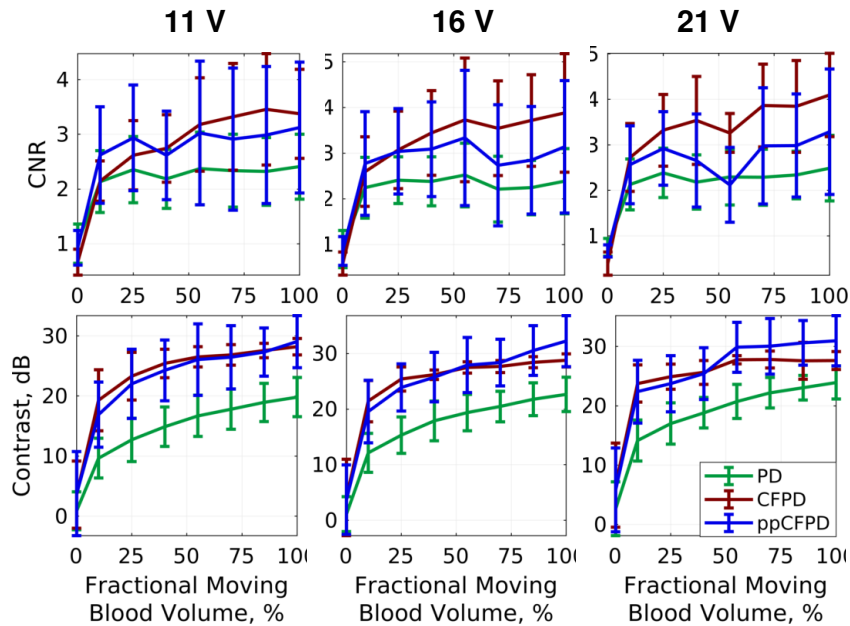 11 V 16 V 21 V
CNR
4
3
2
1
0 25 50 75 100
5
4
3
2
1
0 25 50 75 100
5
4
3
2
1
0 25 50 75 100
Contrast, dB
30
20
10
0
0 25 50 75 100
30
20
10
0
0 25 50 75 100
30
20
10
0
0 25 50 75 100
PD
CFPD
ppCFPD
Fractional Moving
Blood Volume, %
Fractional Moving
Blood Volume, %
Fractional Moving
Blood Volume, %